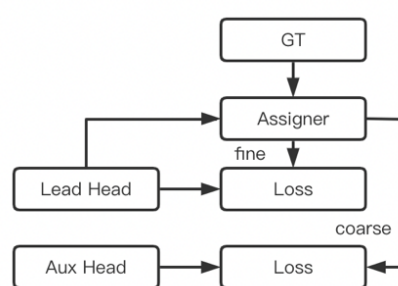 GT
Assigner
fine
Lead Head
Loss
coarse
Aux Head
Loss